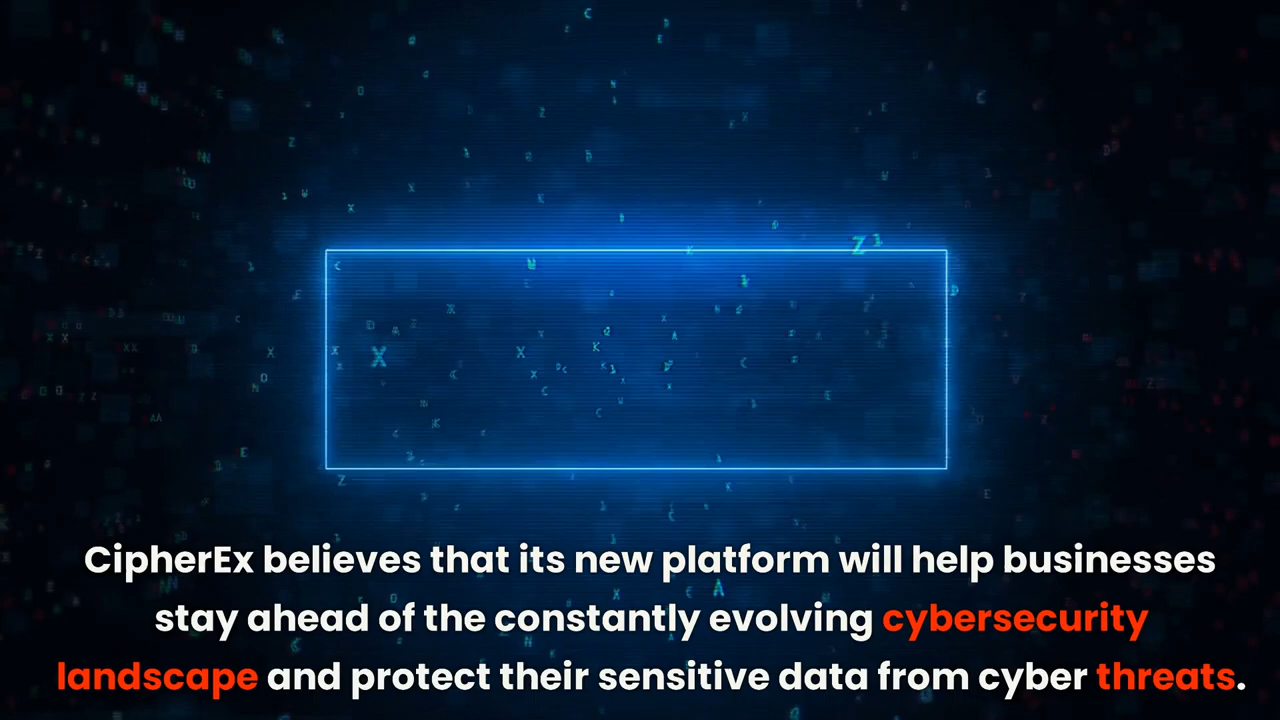 CipherEx believes that its new platform will help businesses
stay ahead of the constantly evolving cybersecurity
landscape and protect their sensitive data from cyber threats.